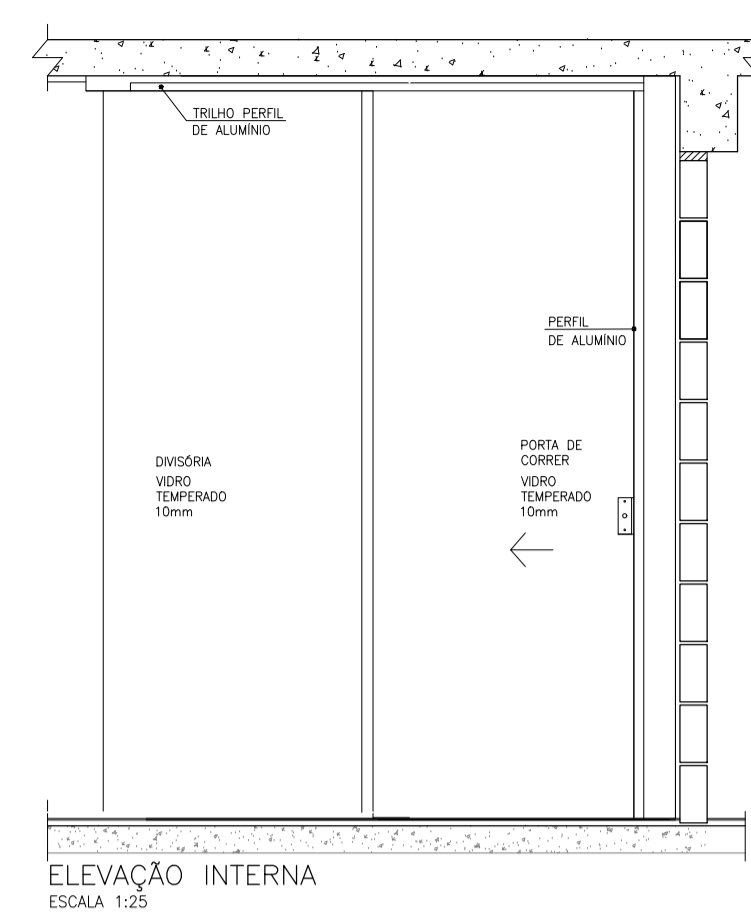 TRILHO PERFIL
DE ALUMÍNIO
PERFIL
DE ALUMÍNIO
DIVISÓRIA
VIDRO
TEMPERADO
10mm
PORTA DE
CORRER
VIDRO
TEMPERADO
10mm
ELEVAÇÃO INTERNA
ESCALA 1:25